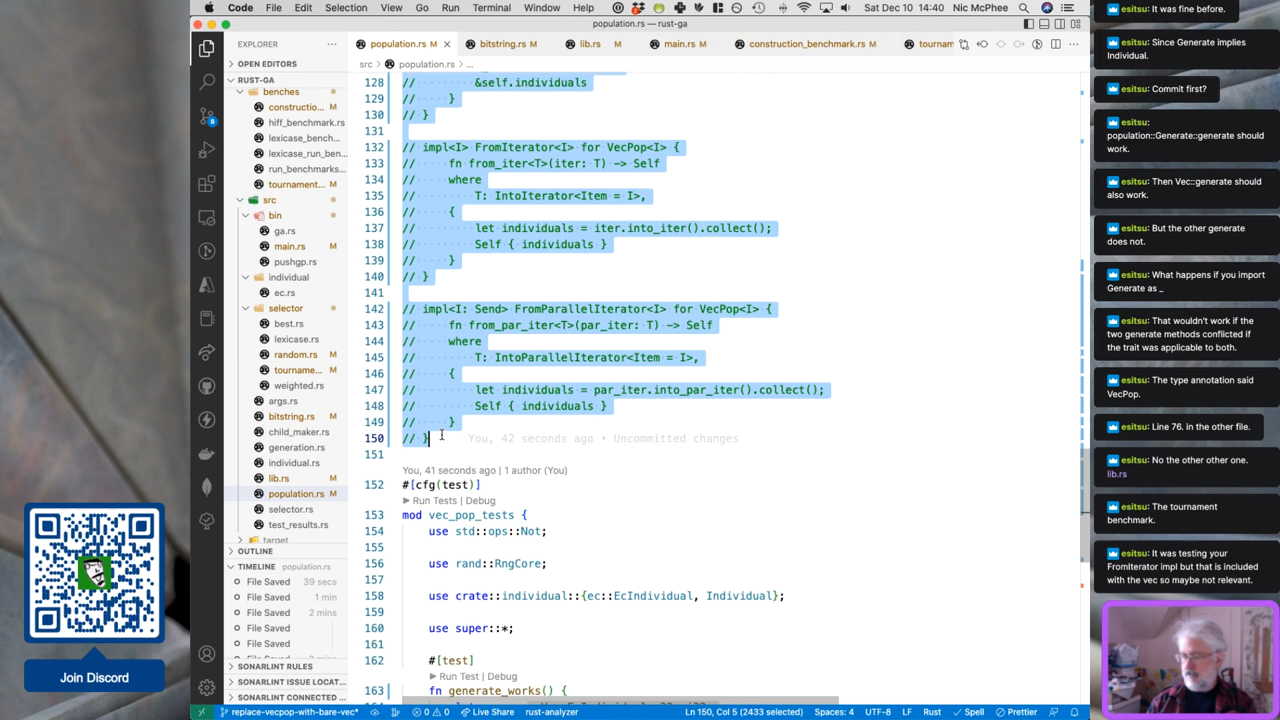 Code File Edit Selection View Go Run Terminal Window Help Sat Dec 10 14:40 Nic McPhee
population.rs — rust-ga
EXPLORER
population.rs M
bitstring.rs M
lib.rs M
main.rs M
construction_benchmark.rs M
tournam
src > population.rs > ...
OPEN EDITORS
RUST-GA
benches
constructio... M
hiff_benchmark.rs
lexicase_bench...
lexicase_run_ben...
run_benchmarks...
tournament... M
src
bin
ga.rs
main.rs M
pushgp.rs
individual
ec.rs
selector
best.rs
lexicase.rs
random.rs M
tourname... M
weighted.rs
args.rs
bitstring.rs M
child_maker.rs
generation.rs
individual.rs
lib.rs M
population.rs M
selector.rs
test_results.rs
target
OUTLINE
TIMELINE population.rs
File Saved 39 secs
File Saved 1 min
File Saved 2 mins
File Saved
File Saved
SONARLINT RULES
SONARLINT ISSUE LOCAT...
SONARLINT CONNECTED ...
128 // &self.individuals
129 // }
130 // }
131
132 // impl<I> FromIterator<I> for VecPop<I> {
133 // fn from_iter<T>(iter: T) -> Self
134 // where
135 // T: IntoIterator<Item = I>,
136 // {
137 // let individuals = iter.into_iter().collect();
138 // Self { individuals }
139 // }
140 // }
141
142 // impl<I: Send> FromParallelIterator<I> for VecPop<I> {
143 // fn from_par_iter<T>(par_iter: T) -> Self
144 // where
145 // T: IntoParallelIterator<Item = I>,
146 // {
147 // let individuals = par_iter.into_par_iter().collect();
148 // Self { individuals }
149 // }
150 // } You, 42 seconds ago • Uncommitted changes
151
You, 41 seconds ago | 1 author (You)
152 #[cfg(test)]
Run Tests | Debug
153 mod vec_pop_tests {
154 use std::ops::Not;
155
156 use rand::RngCore;
157
158 use crate::individual::{ec::EcIndividual, Individual};
159
160 use super::*;
161
162 #[test]
Run Test | Debug
163 fn generate_works() {
replace-vecpop-with-bare-vec* 0 0 Live Share rust-analyzer Ln 150, Col 5 (2433 selected) Spaces: 4 UTF-8 LF Rust Spell Prettier
8
Join Discord
esitsu: It was fine before.
esitsu: Since Generate implies
Individual.
esitsu: Commit first?
esitsu:
population::Generate::generate should
work.
esitsu: Then Vec::generate should
also work.
esitsu: But the other generate
does not.
esitsu: What happens if you import
Generate as _
esitsu: That wouldn't work if the
two generate methods conflicted if
the trait was applicable to both.
esitsu: The type annotation said
VecPop.
esitsu: Line 76. in the other file.
esitsu: No the other other one.
lib.rs
esitsu: The tournament
benchmark.
esitsu: It was testing your
FromIterator impl but that is included
with the vec so maybe not relevant.